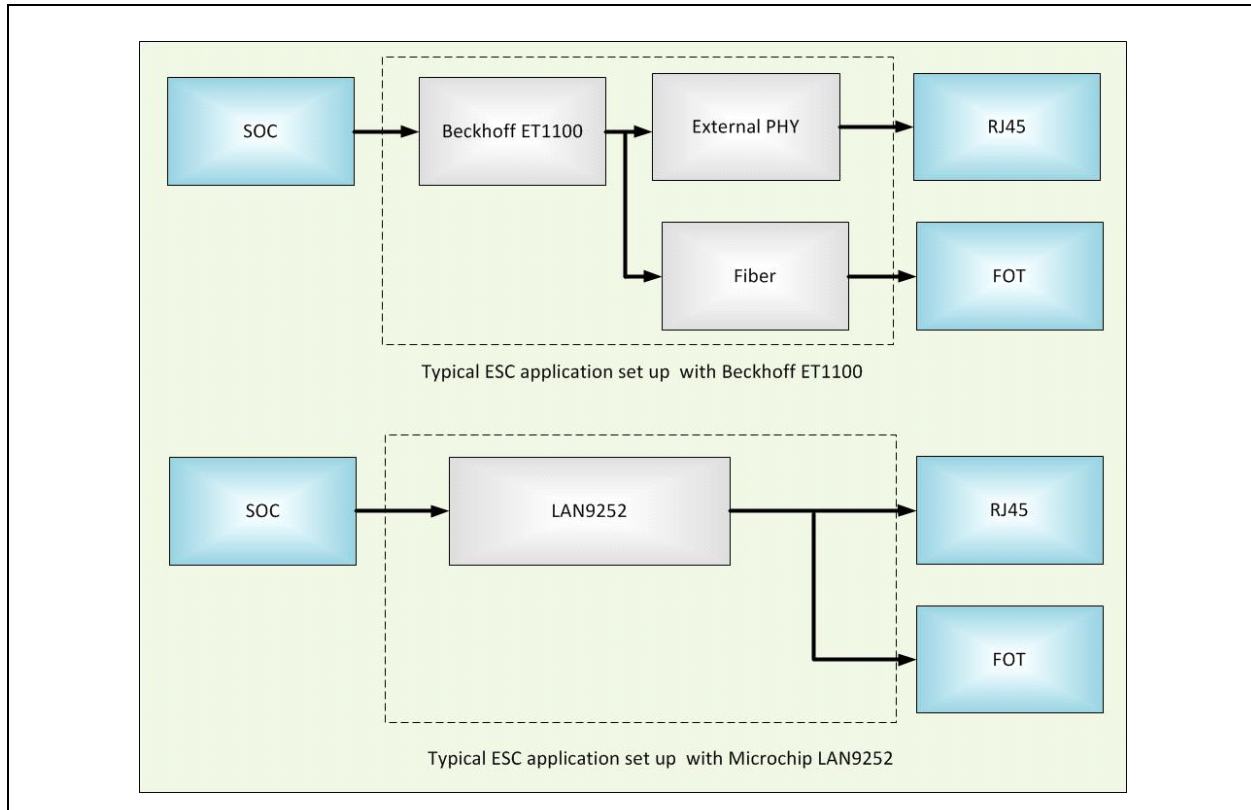 SOC
Beckhoff ET1100
External PHY
RJ45
Fiber
FOT
Typical ESC application set up with Beckhoff ET1100
SOC
LAN9252
RJ45
FOT
Typical ESC application set up with Microchip LAN9252